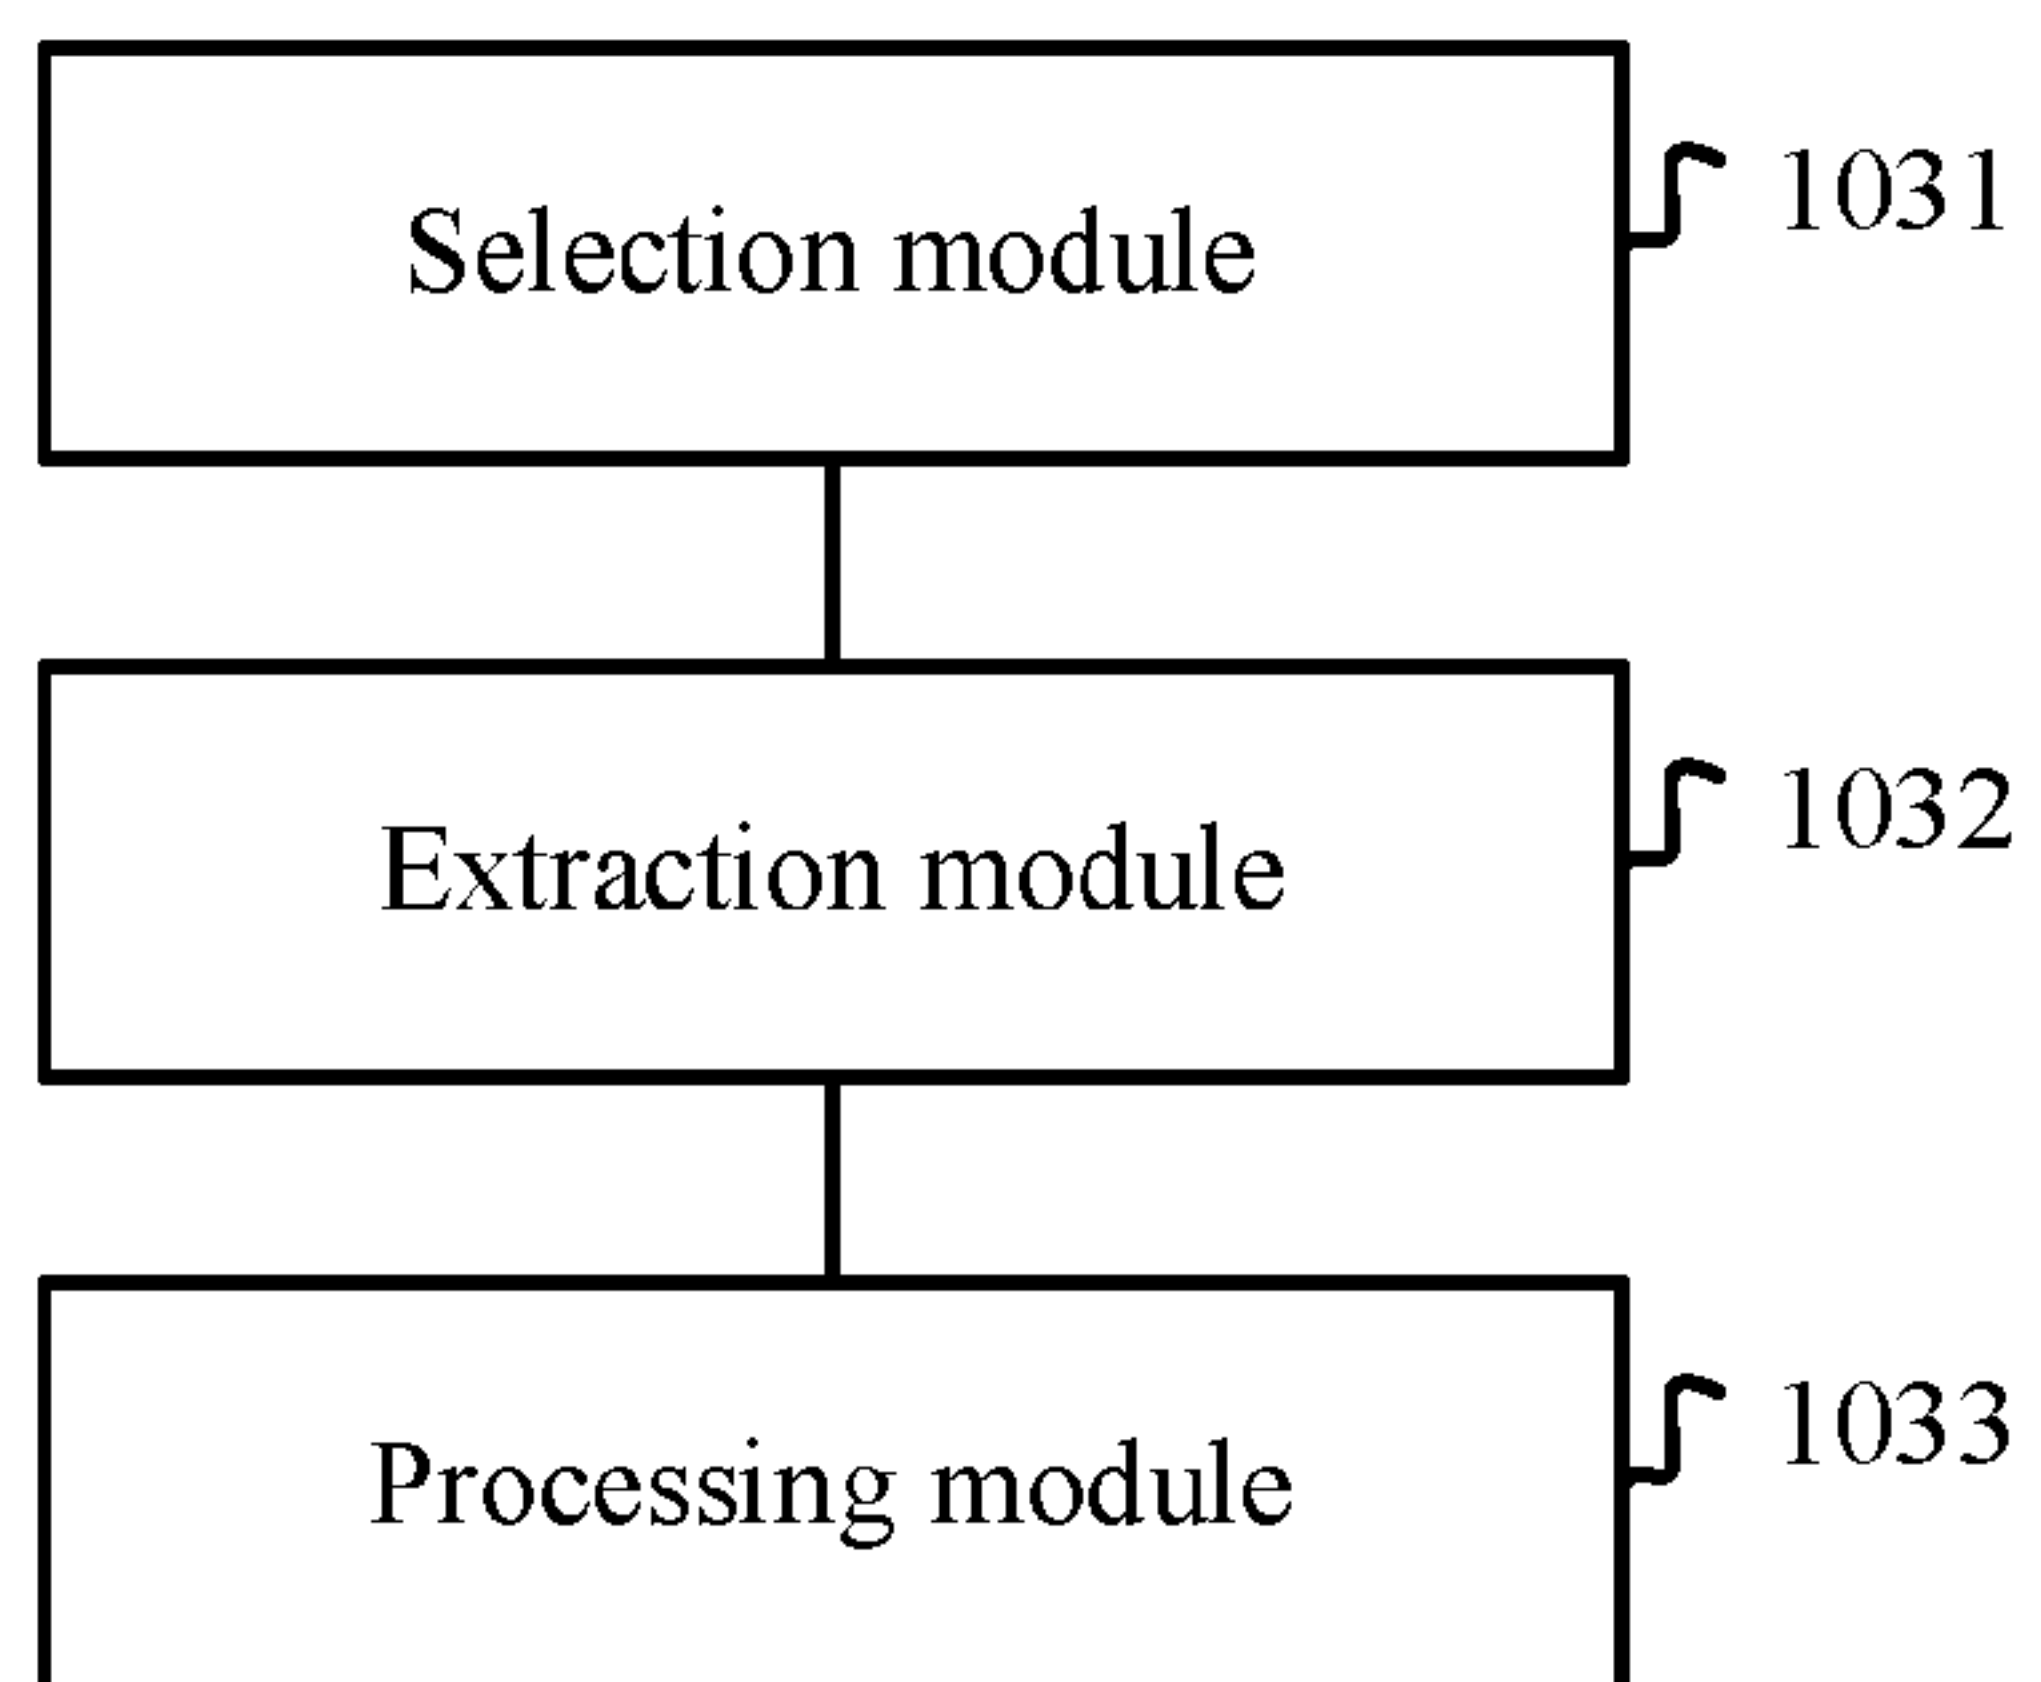 Selection module
1031
Extraction module
1032
Processing module
1033